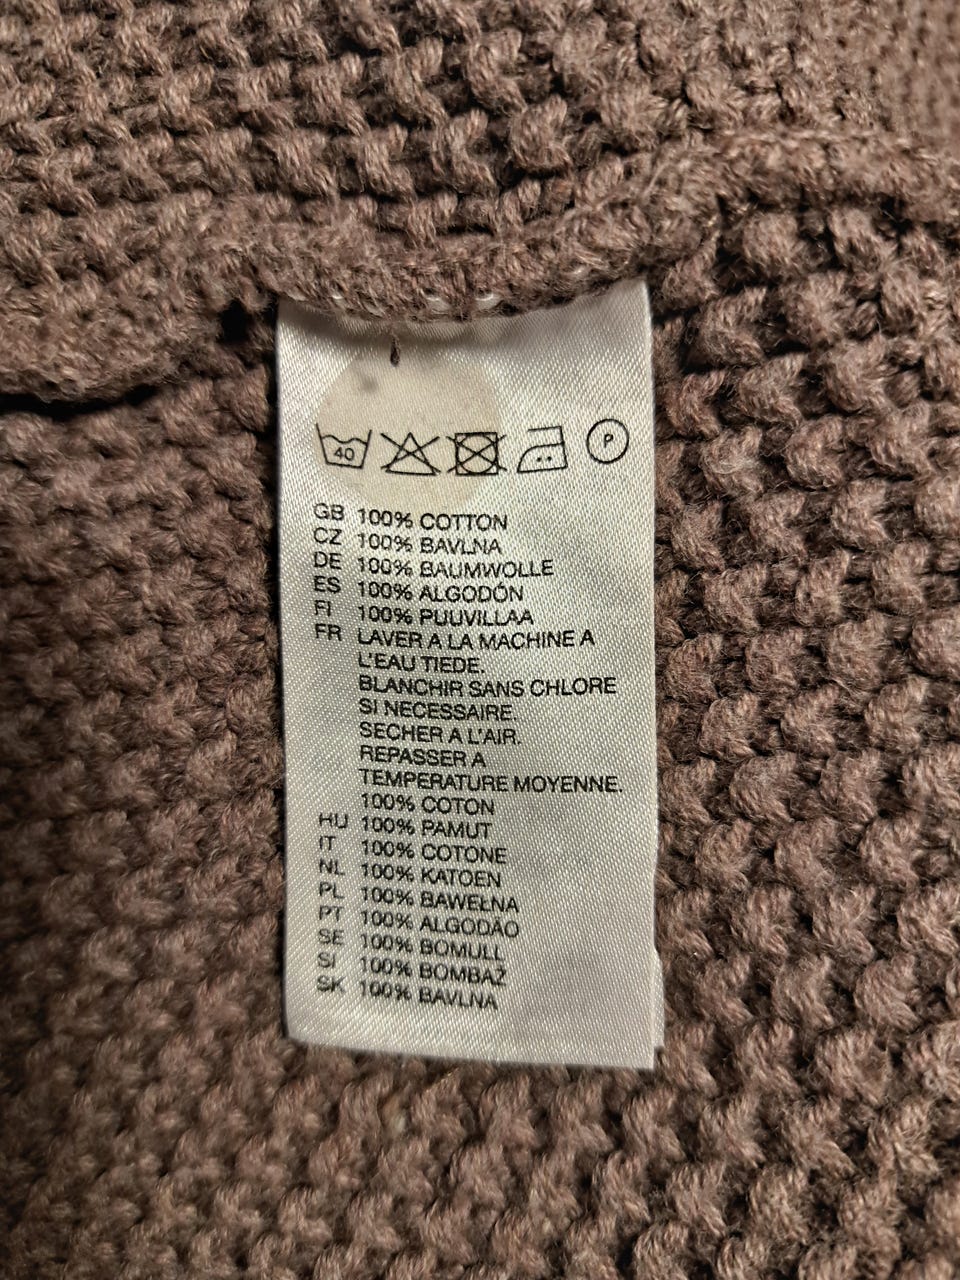 40 P
GB 100% COTTON
CZ 100% BAVLNA
DE 100% BAUMWOLLE
ES 100% ALGODÓN
FI 100% PUUVILLAA
FR LAVER A LA MACHINE A
L'EAU TIEDE.
BLANCHIR SANS CHLORE
SI NECESSAIRE.
SECHER A L'AIR.
REPASSER A
TEMPERATURE MOYENNE.
100% COTON
HU 100% PAMUT
IT 100% COTONE
NL 100% KATOEN
PL 100% BAWEŁNA
PT 100% ALGODÃO
SE 100% BOMULL
SI 100% BOMBAŽ
SK 100% BAVLNA